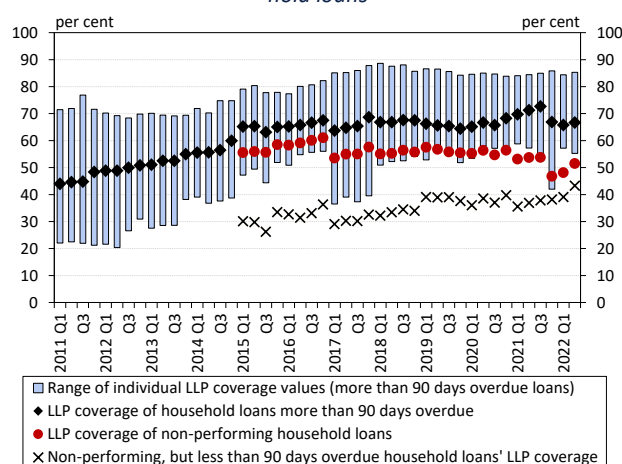 hold loans
per cent per cent
100 100
90 90
80 80
70 70
60 60
50 50
40 40
30 30
20 20
10 10
0 0
2011 Q1
Q3
2012 Q1
Q3
2013 Q1
Q3
2014 Q1
Q3
2015 Q1
Q3
2016 Q1
Q3
2017 Q1
Q3
2018 Q1
Q3
2019 Q1
Q3
2020 Q1
Q3
2021 Q1
Q3
2022 Q1
Range of individual LLP coverage values (more than 90 days overdue loans)
LLP coverage of household loans more than 90 days overdue
LLP coverage of non-performing household loans
Non-performing, but less than 90 days overdue household loans' LLP coverage